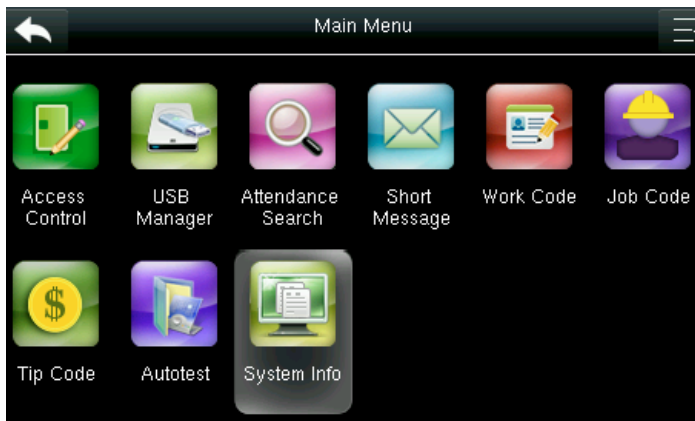 Main Menu
Access Control
USB Manager
Attendance Search
Short Message
Work Code
Job Code
Tip Code
Autotest
System Info